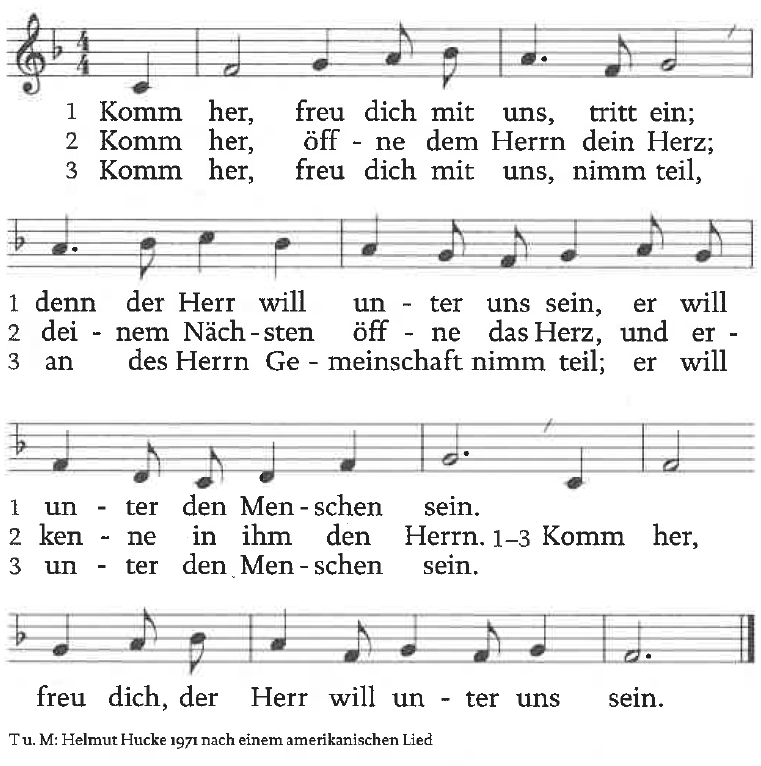 4
4
1 Komm her, freu dich mit uns, tritt ein;
2 Komm her, öff - ne dem Herrn dein Herz;
3 Komm her, freu dich mit uns, nimm teil,
1 denn der Herr will un - ter uns sein, er will
2 dei - nem Näch - sten öff - ne das Herz, und er -
3 an des Herrn Ge - meinschaft nimm teil; er will
1 un - ter den Men - schen sein.
2 ken - ne in ihm den Herrn. 1–3 Komm her,
3 un - ter den Men - schen sein.
freu dich, der Herr will un - ter uns sein.
T u. M: Helmut Hucke 1971 nach einem amerikanischen Lied